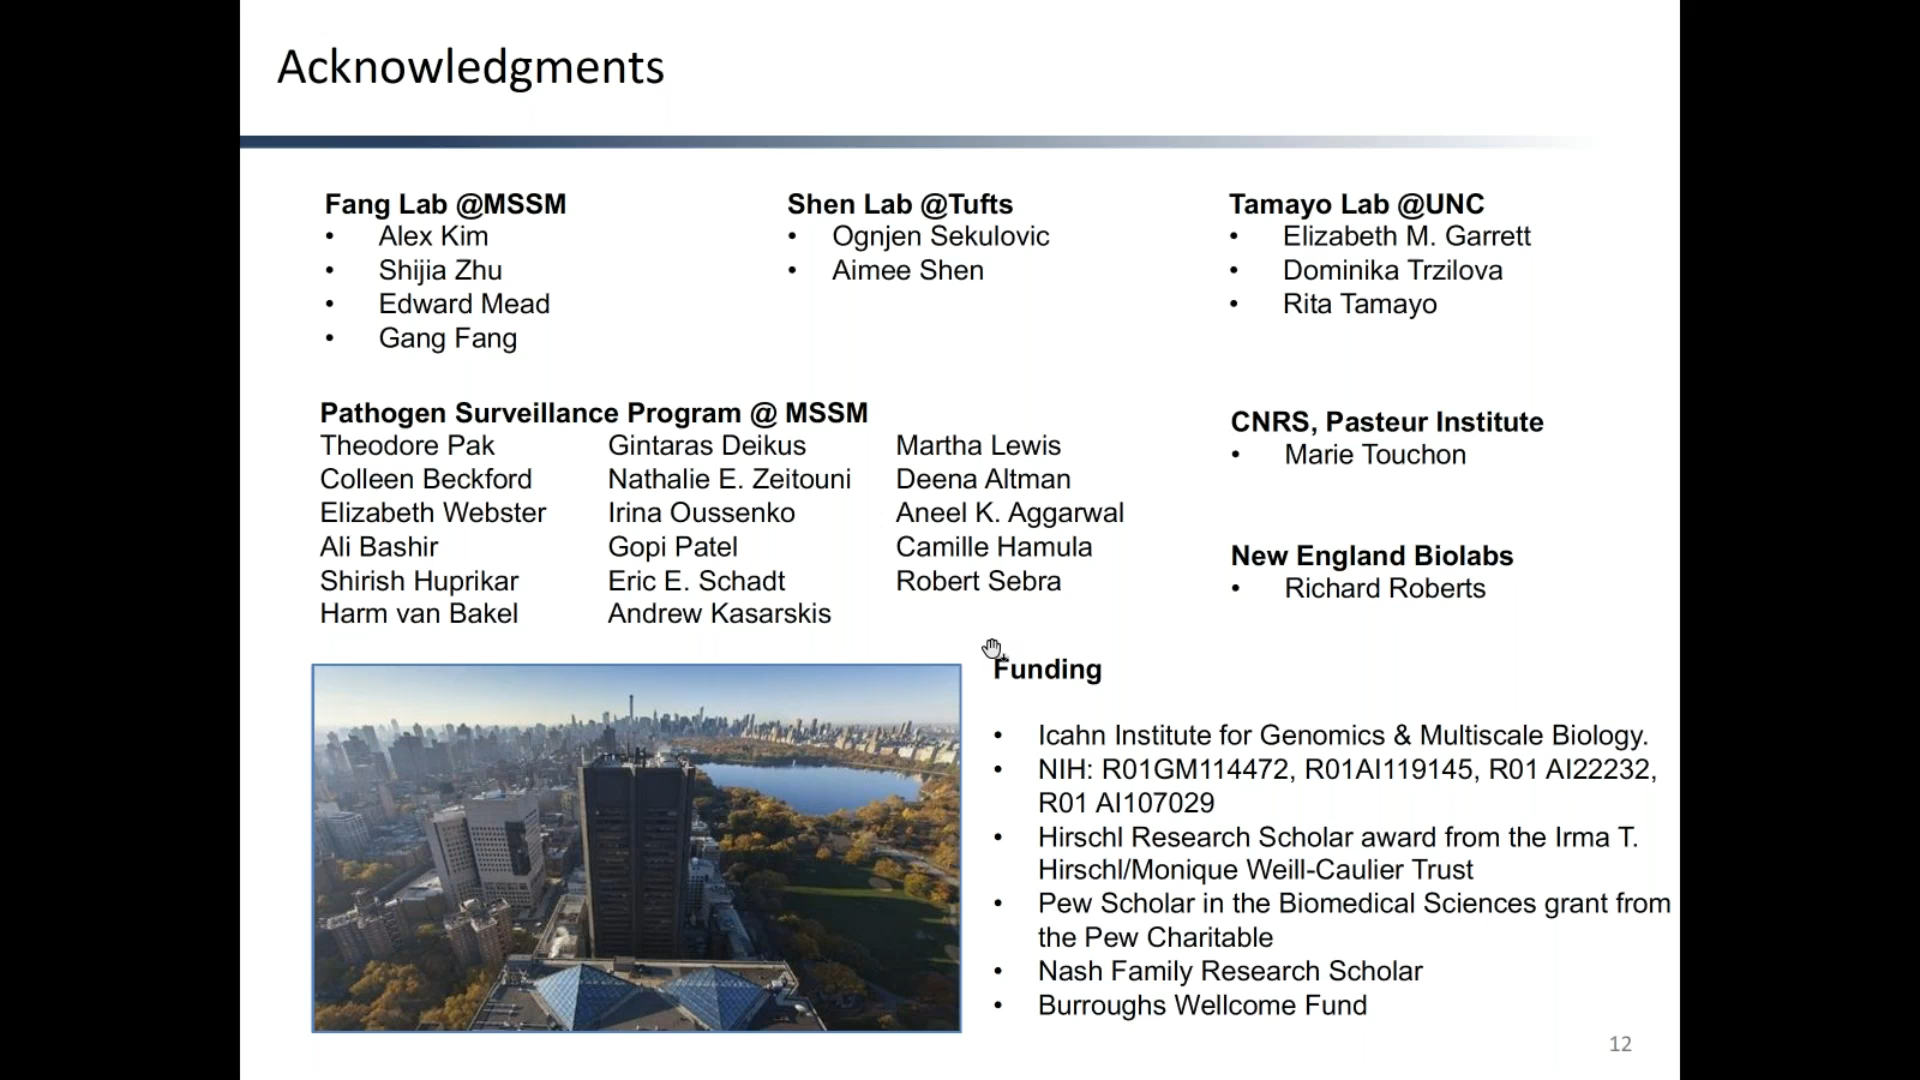 Acknowledgments
Fang Lab @MSSM
• Alex Kim
• Shijia Zhu
• Edward Mead
• Gang Fang
Shen Lab @Tufts
• Ognjen Sekulovic
• Aimee Shen
Tamayo Lab @UNC
• Elizabeth M. Garrett
• Dominika Trzilova
• Rita Tamayo
Pathogen Surveillance Program @ MSSM
Theodore Pak
Colleen Beckford
Elizabeth Webster
Ali Bashir
Shirish Huprikar
Harm van Bakel
Gintaras Deikus
Nathalie E. Zeitouni
Irina Oussenko
Gopi Patel
Eric E. Schadt
Andrew Kasarskis
Martha Lewis
Deena Altman
Aneel K. Aggarwal
Camille Hamula
Robert Sebra
CNRS, Pasteur Institute
• Marie Touchon
New England Biolabs
• Richard Roberts
Funding
• Icahn Institute for Genomics & Multiscale Biology.
• NIH: R01GM114472, R01AI119145, R01 AI22232,
R01 AI107029
• Hirschl Research Scholar award from the Irma T.
Hirschl/Monique Weill-Caulier Trust
• Pew Scholar in the Biomedical Sciences grant from
the Pew Charitable
• Nash Family Research Scholar
• Burroughs Wellcome Fund
12